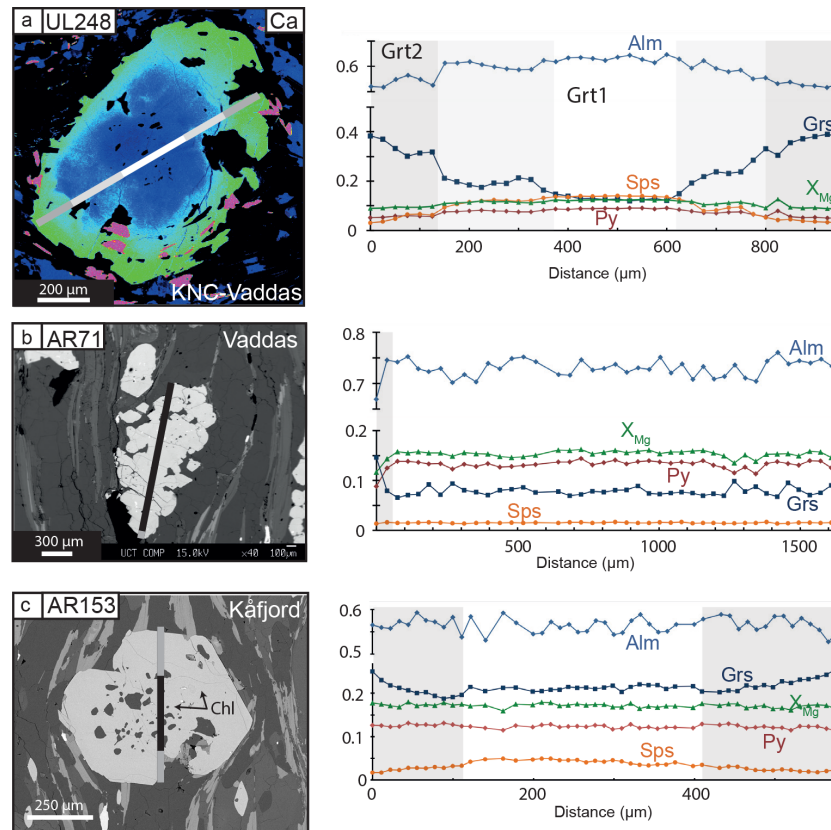 a UL248 Ca
200 µm
KNC-Vaddas
Grt2
Alm
Grt1
Grs
Sps
XMg
Py
0.6
0.4
0.2
0
0 200 400 600 800
Distance (µm)
b AR71 Vaddas
300 µm
UCT COMP 15.0kV ×40 100µm
0.8
Alm
0.7
0.2
XMg
Py
0.1
Grs
Sps
0
500 1000 1500
Distance (µm)
c AR153 Kåfjord
Chl
250 µm
0.6
Alm
0.5
Grs
0.2
XMg
Py
0.1
Sps
0
0 200 400
Distance (µm)